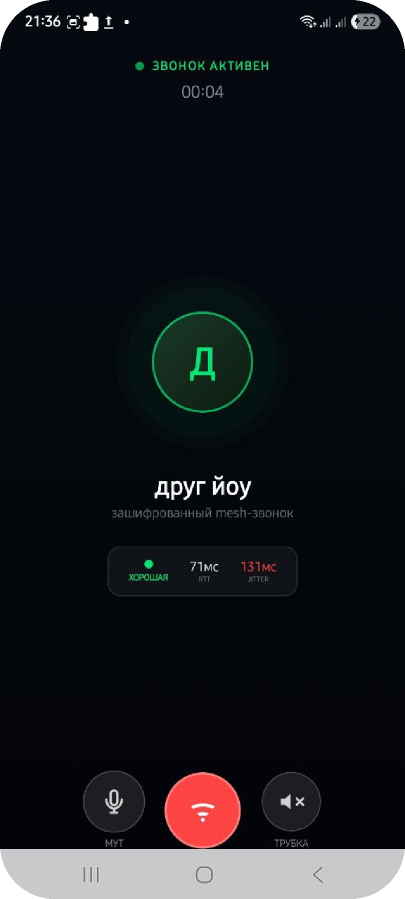 21:36 22
ЗВОНОК АКТИВЕН
00:04
Д
друг йоу
зашифрованный mesh-звонок
ХОРОШАЯ 71мс RTT 131мс JITTER
МУТ ТРУБКА